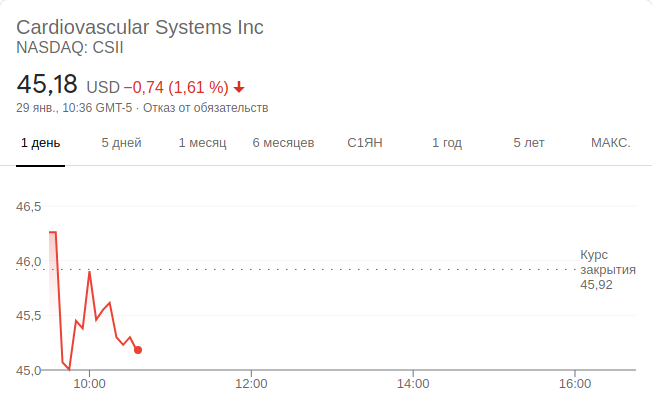 Cardiovascular Systems Inc
NASDAQ: CSII
45,18 USD −0,74 (1,61 %)
29 янв., 10:36 GMT-5 · Отказ от обязательств
1 день 5 дней 1 месяц 6 месяцев С1ЯН 1 год 5 лет МАКС.
46,5
46,0
45,5
45,0
Курс
закрытия
45,92
10:00 12:00 14:00 16:00